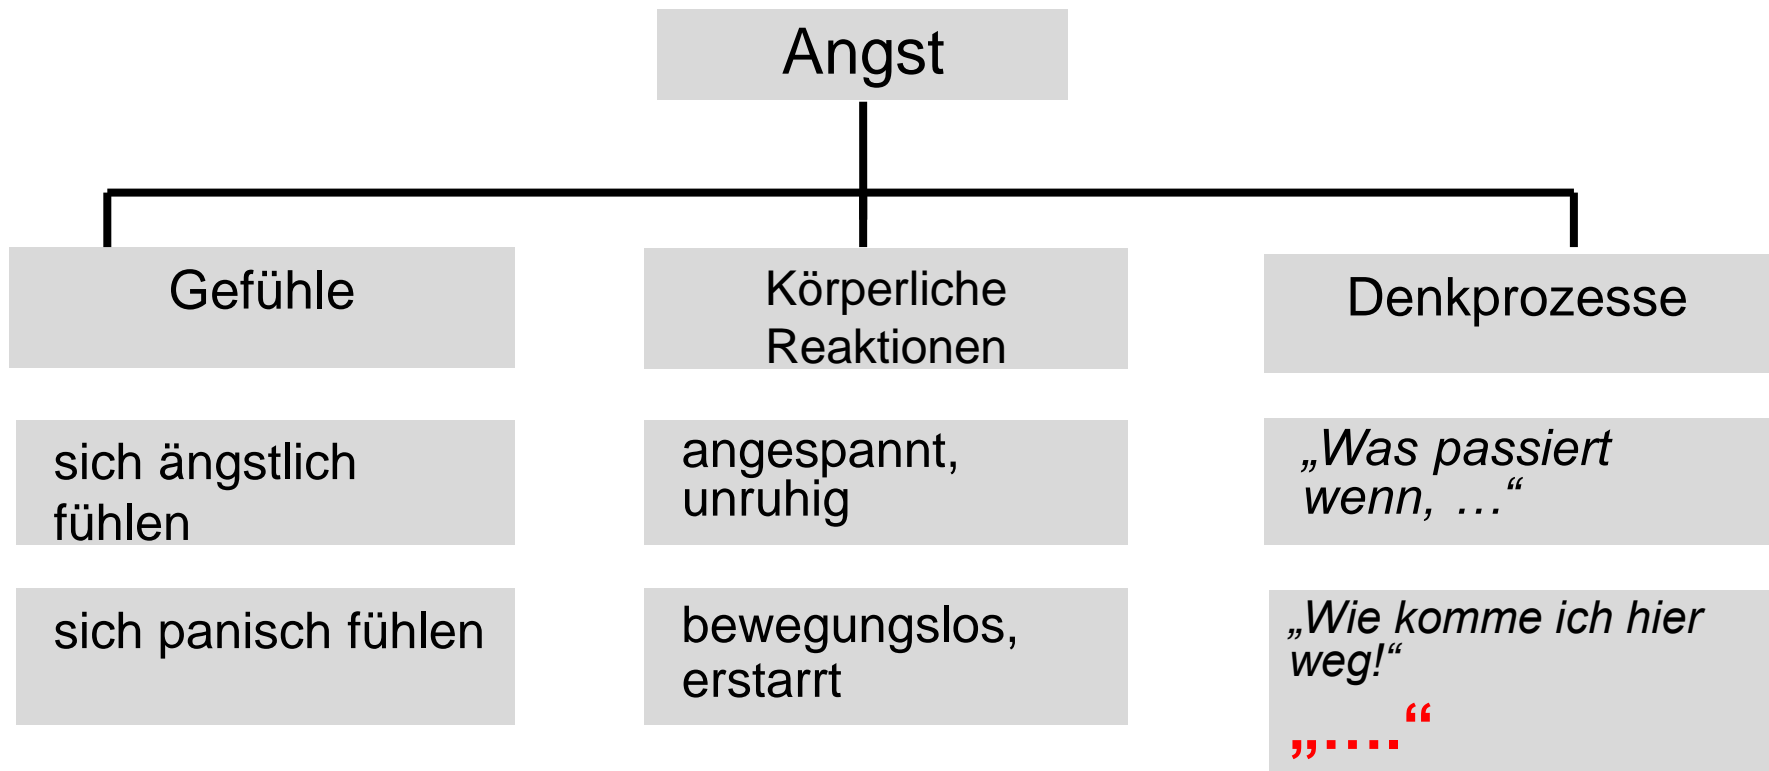 Angst
Gefühle
Körperliche
Reaktionen
Denkprozesse
sich ängstlich
fühlen
angespannt,
unruhig
„Was passiert
wenn, …“
sich panisch fühlen
bewegungslos,
erstarrt
„Wie komme ich hier
weg!“
„….“